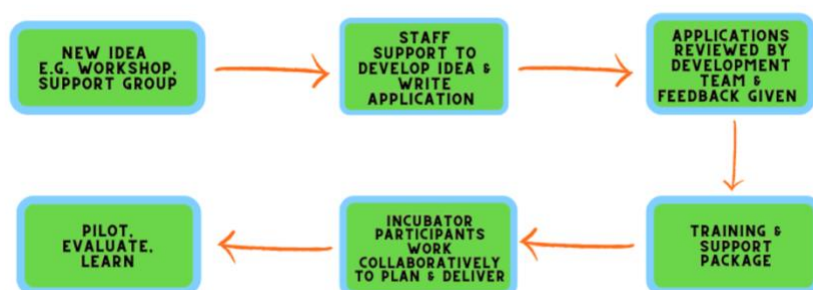 NEW IDEA
E.G. WORKSHOP,
SUPPORT GROUP
STAFF
SUPPORT TO
DEVELOP IDEA &
WRITE
APPLICATION
APPLICATIONS
REVIEWED BY
DEVELOPMENT
TEAM &
FEEDBACK GIVEN
TRAINING &
SUPPORT
PACKAGE
INCUBATOR
PARTICIPANTS
WORK
COLLABORATIVELY
TO PLAN & DELIVER
PILOT,
EVALUATE,
LEARN